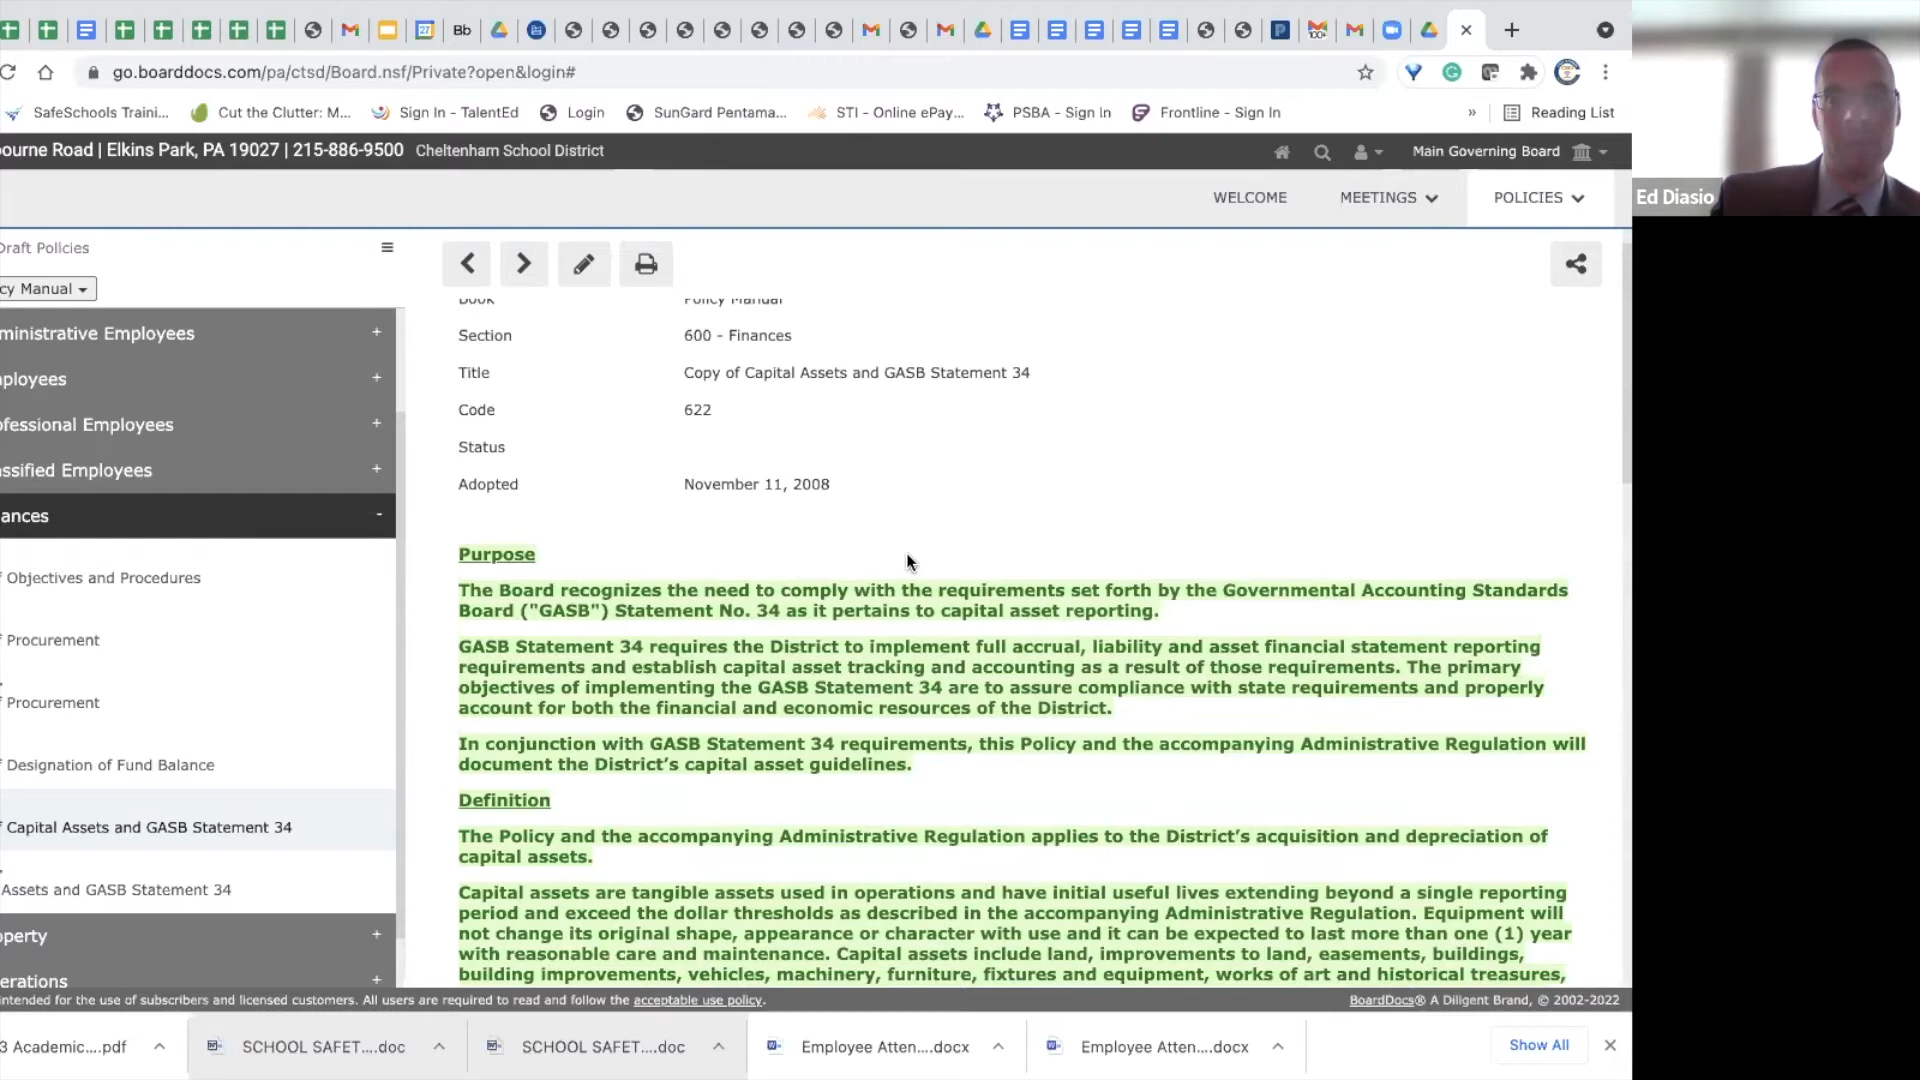 Bb
go.boarddocs.com/pa/ctsd/Board.nsf/Private?open&login#
SafeSchools Traini... Cut the Clutter: M... Sign In - TalentEd Login SunGard Pentama... STI - Online ePay... PSBA - Sign In Frontline - Sign In » Reading List
ourne Road | Elkins Park, PA 19027 | 215-886-9500 Cheltenham School District Main Governing Board
WELCOME MEETINGS POLICIES
Ed Diasio
Draft Policies
cy Manual
Book Policy Manual
ministrative Employees +
Section 600 - Finances
Title Copy of Capital Assets and GASB Statement 34
ployees +
Code 622
ofessional Employees +
Status
assified Employees +
Adopted November 11, 2008
ances -
Purpose
f Objectives and Procedures
The Board recognizes the need to comply with the requirements set forth by the Governmental Accounting Standards
Board ("GASB") Statement No. 34 as it pertains to capital asset reporting.
f Procurement
GASB Statement 34 requires the District to implement full accrual, liability and asset financial statement reporting
requirements and establish capital asset tracking and accounting as a result of those requirements. The primary
objectives of implementing the GASB Statement 34 are to assure compliance with state requirements and properly
account for both the financial and economic resources of the District.
Procurement
In conjunction with GASB Statement 34 requirements, this Policy and the accompanying Administrative Regulation will
document the District's capital asset guidelines.
f Designation of Fund Balance
Definition
f Capital Assets and GASB Statement 34
The Policy and the accompanying Administrative Regulation applies to the District's acquisition and depreciation of
capital assets.
Assets and GASB Statement 34
Capital assets are tangible assets used in operations and have initial useful lives extending beyond a single reporting
period and exceed the dollar thresholds as described in the accompanying Administrative Regulation. Equipment will
not change its original shape, appearance or character with use and it can be expected to last more than one (1) year
with reasonable care and maintenance. Capital assets include land, improvements to land, easements, buildings,
building improvements, vehicles, machinery, furniture, fixtures and equipment, works of art and historical treasures,
operty +
erations +
intended for the use of subscribers and licensed customers. All users are required to read and follow the acceptable use policy. BoardDocs® A Diligent Brand, © 2002-2022
3 Academic....pdf SCHOOL SAFET....doc SCHOOL SAFET....doc Employee Atten....docx Employee Atten....docx Show All